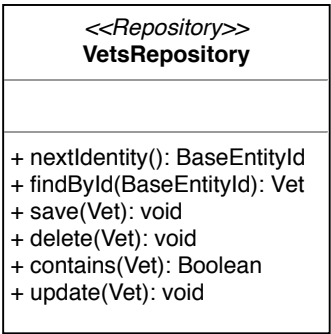 <<Repository>>
VetsRepository
+ nextIdentity(): BaseEntityId
+ findById(BaseEntityId): Vet
+ save(Vet): void
+ delete(Vet): void
+ contains(Vet): Boolean
+ update(Vet): void